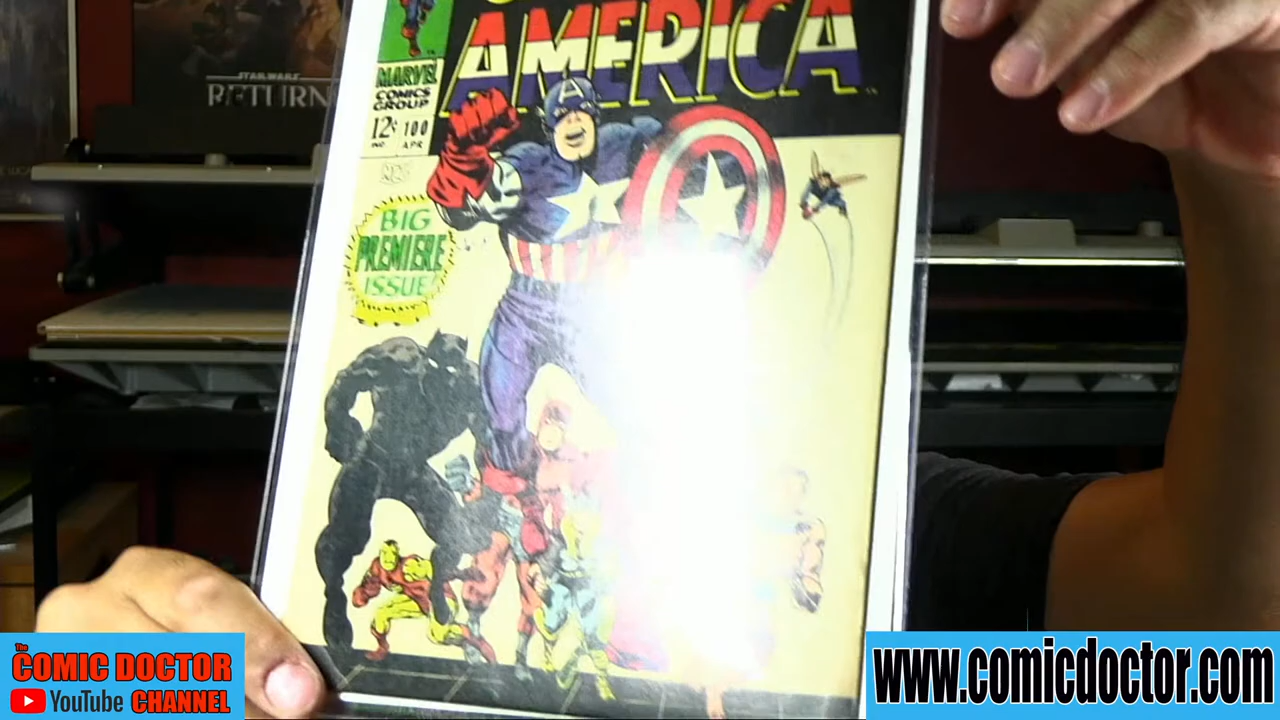 AMERICA
MARVEL
COMICS
GROUP
12¢ 100
IND. APR
BIG
PREMIERE
ISSUE!
STAR WARS
RETURN
The
COMIC DOCTOR
YouTube CHANNEL
www.comicdoctor.com